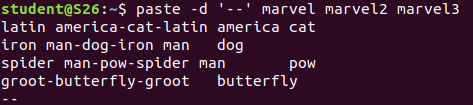 student@S26:~$ paste -d '--' marvel marvel2 marvel3
latin america-cat-latin america cat
iron man-dog-iron man   dog
spider man-pow-spider man       pow
groot-butterfly-groot   butterfly
--